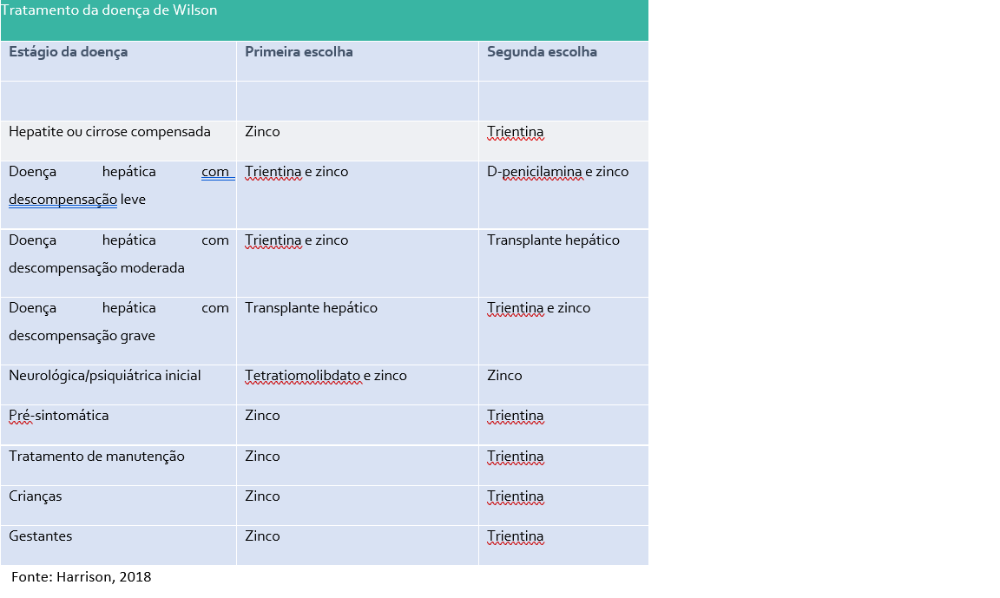 Tratamento da doença de Wilson
Estágio da doença Primeira escolha Segunda escolha
Hepatite ou cirrose compensada Zinco Trientina
Doença hepática com Trientina e zinco D-penicilamina e zinco
descompensação leve
Doença hepática com Trientina e zinco Transplante hepático
descompensação moderada
Doença hepática com Transplante hepático Trientina e zinco
descompensação grave
Neurológica/psiquiátrica inicial Tetratiomolibdato e zinco Zinco
Pré-sintomática Zinco Trientina
Tratamento de manutenção Zinco Trientina
Crianças Zinco Trientina
Gestantes Zinco Trientina
Fonte: Harrison, 2018